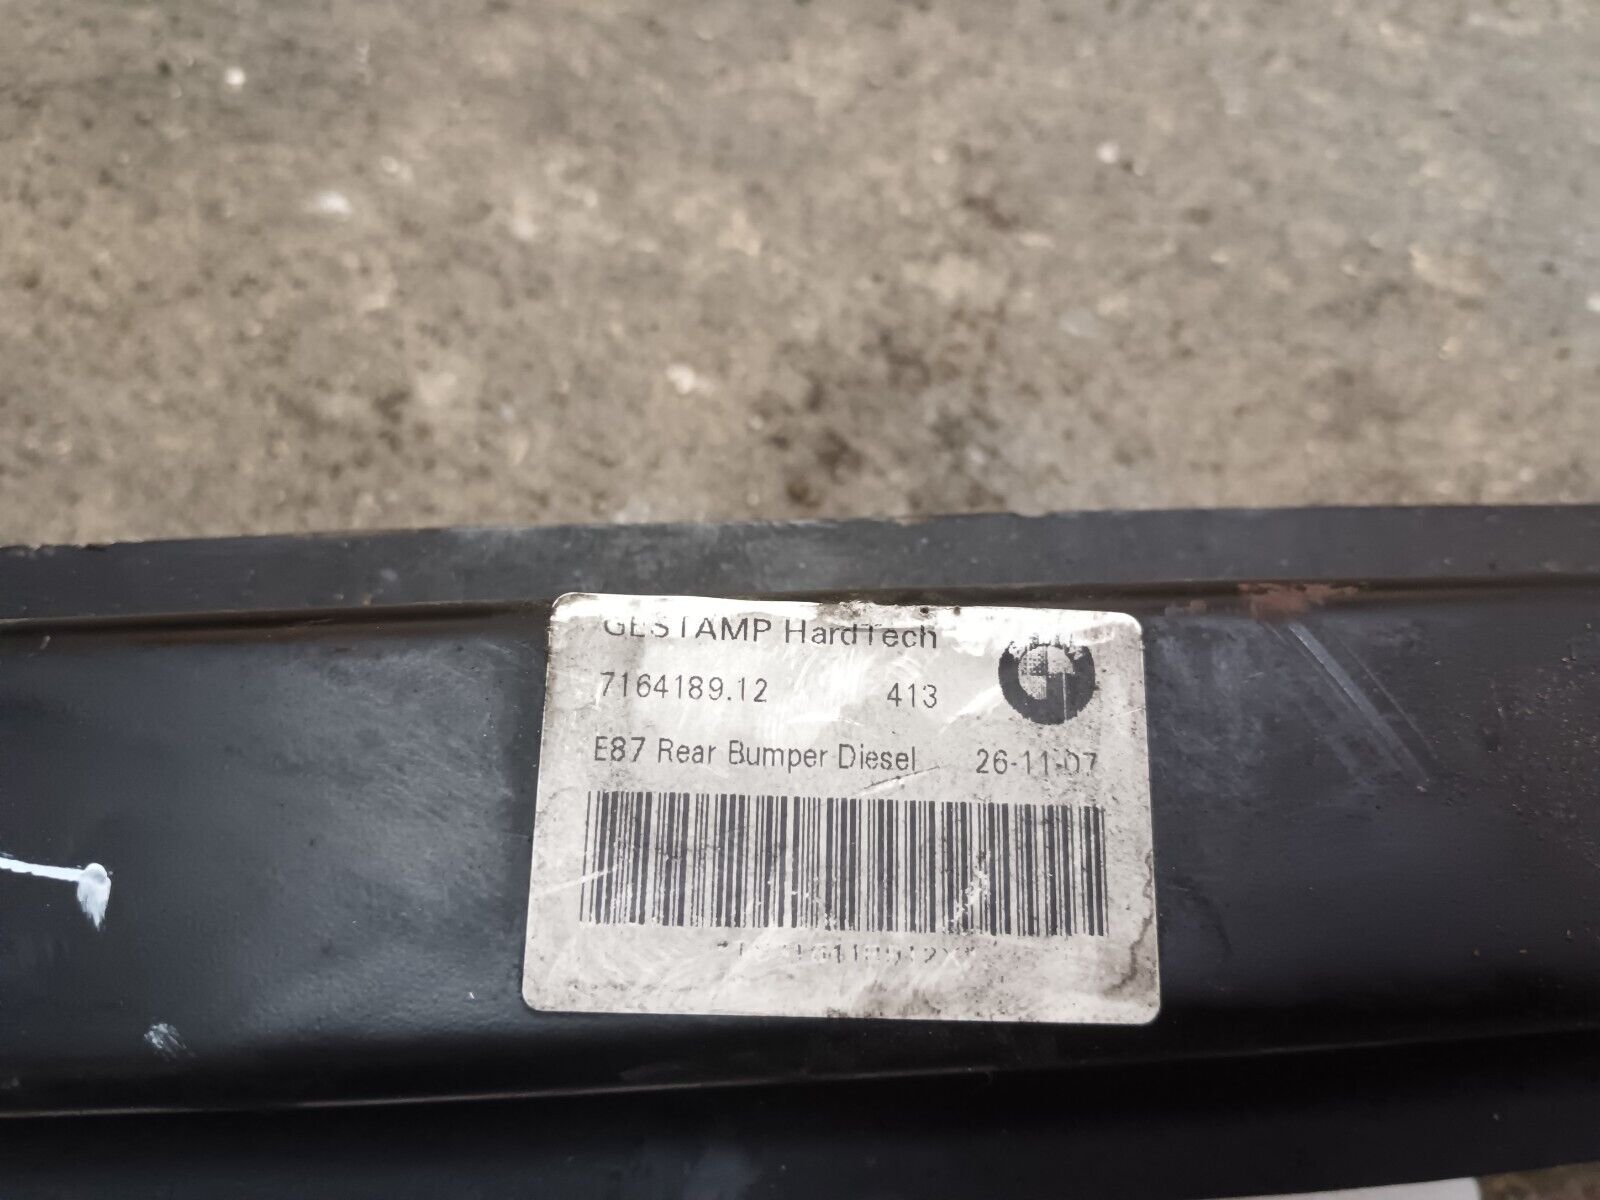 GESTAMP HardTech
7164189.12 413
E87 Rear Bumper Diesel 26-11-07